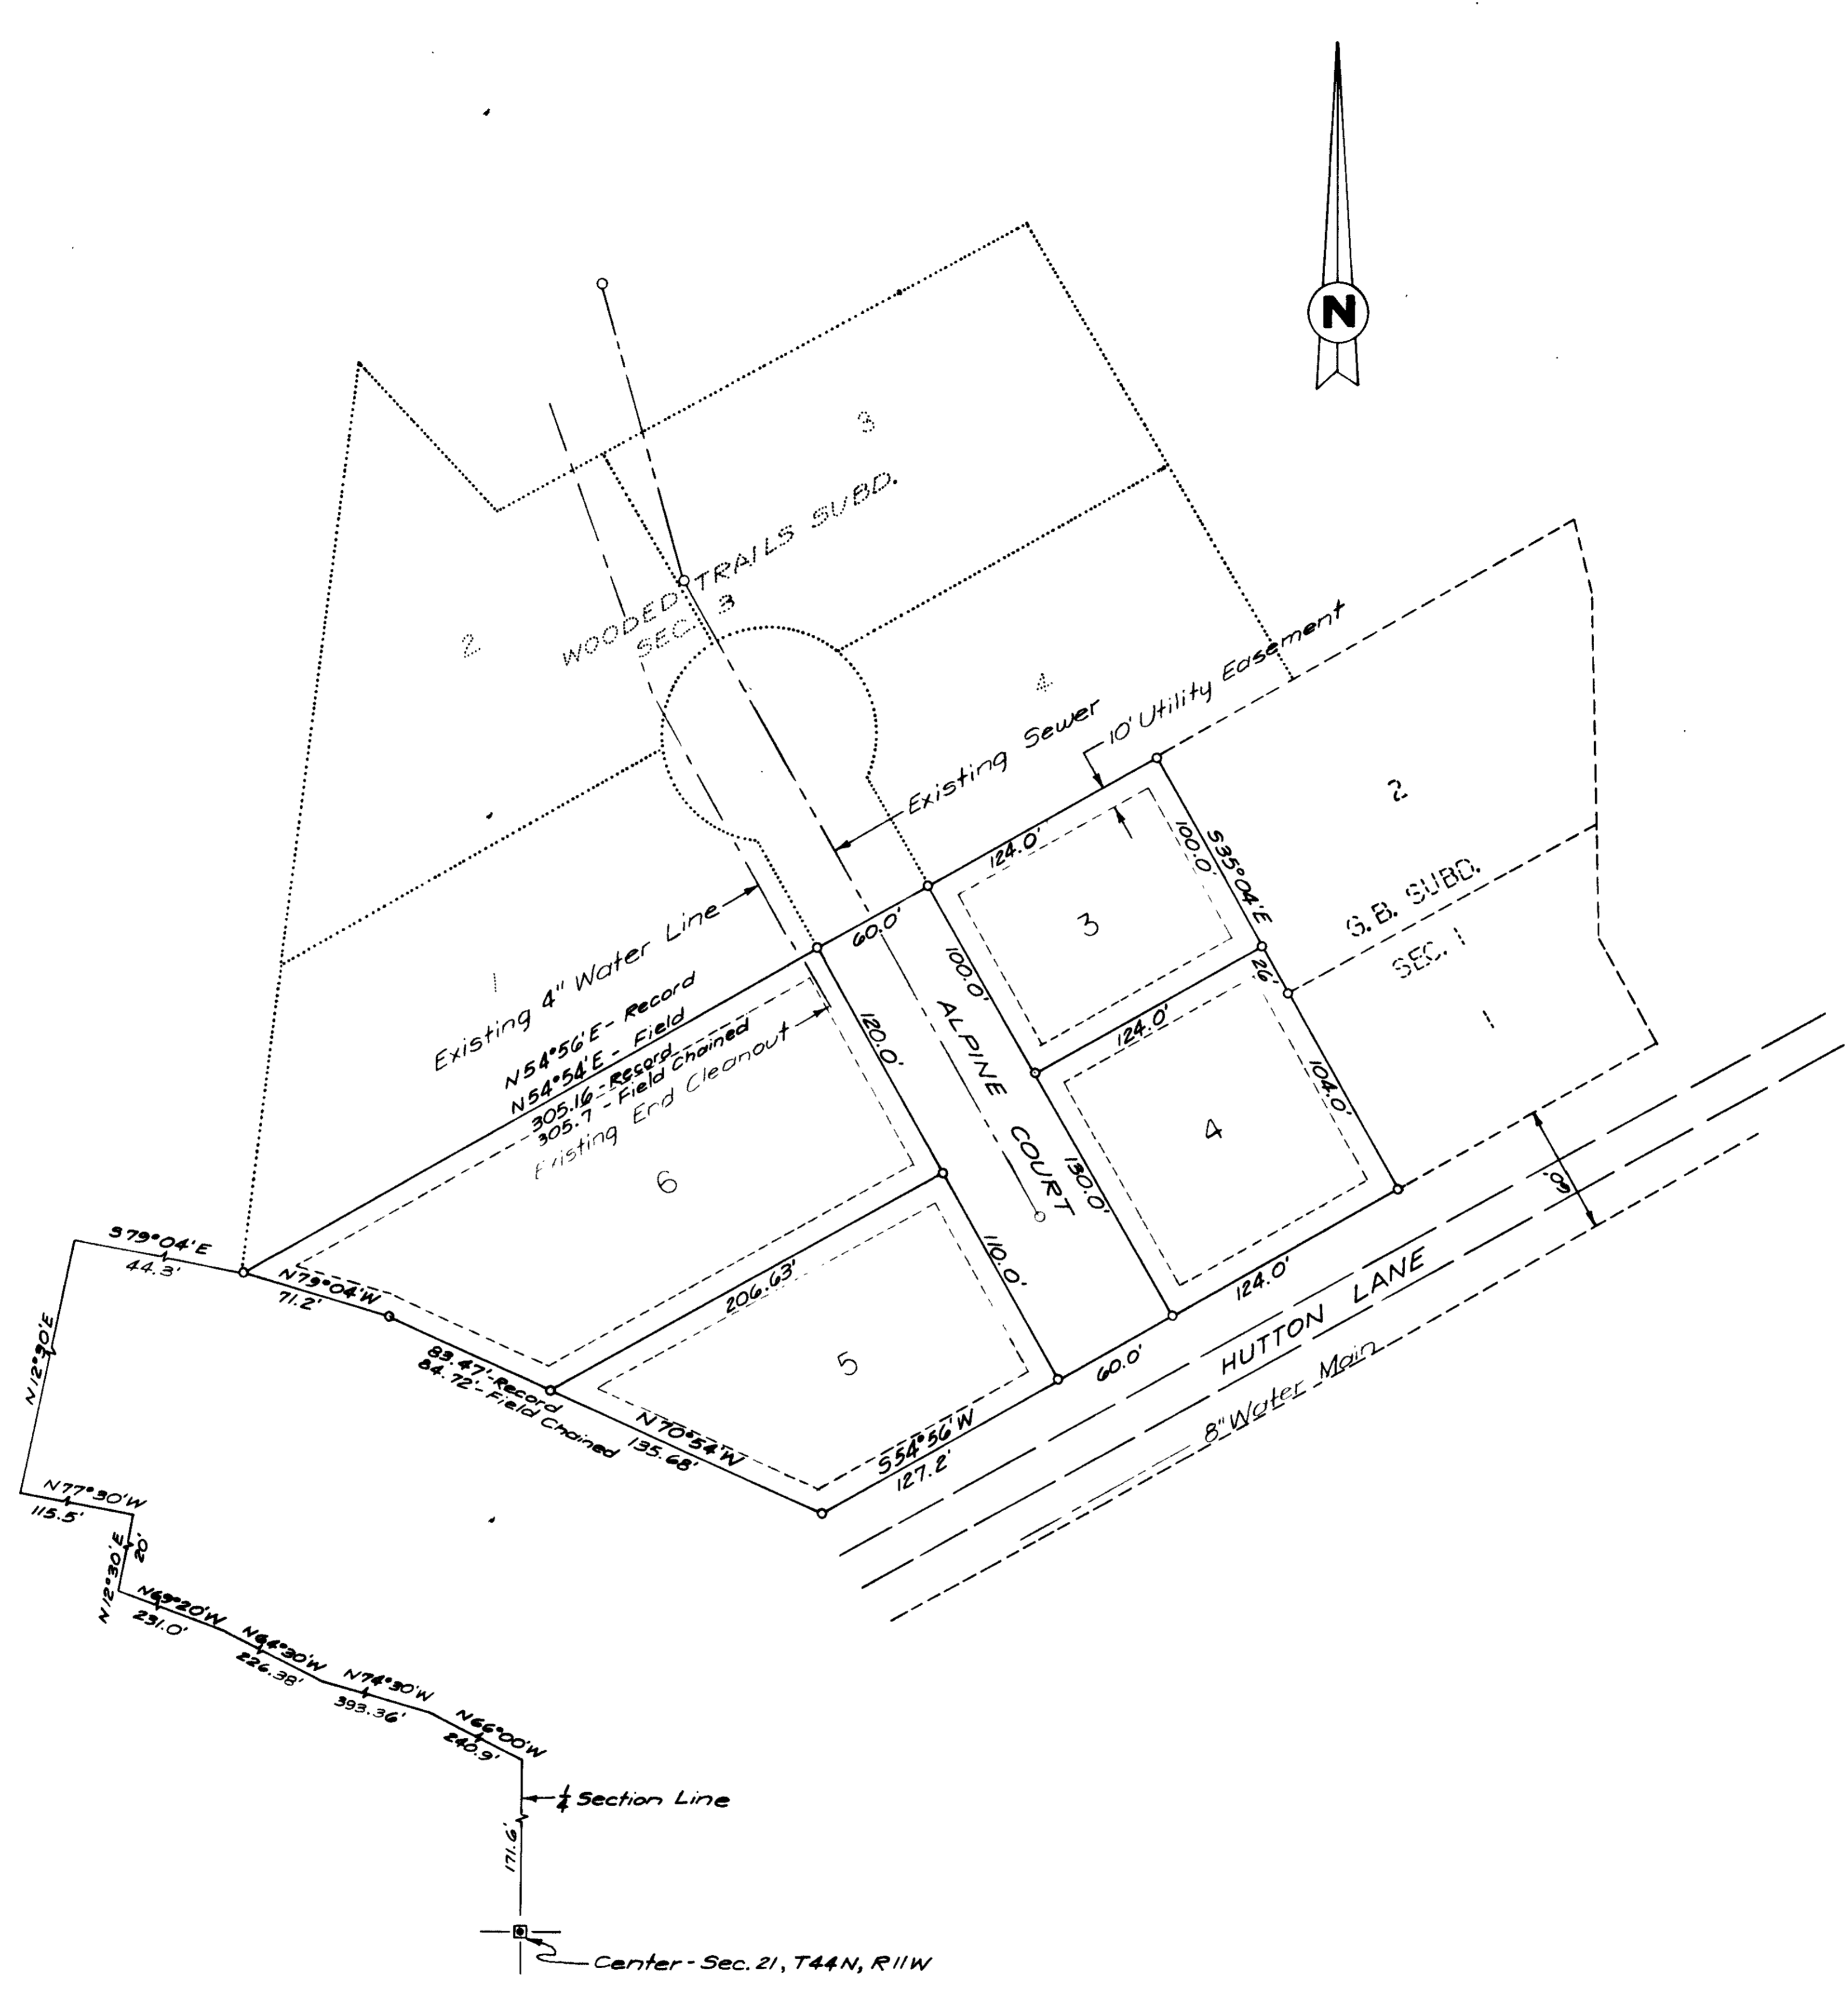 N
3
WOODED TRAILS SUBD.
SEC. 3
2
4
Existing Sewer
10' Utility Easement
2
124.0'
100.0'
S35°04'E
3
G.B. SUBD.
SEC. 1
1
60.0'
100.0'
26'
124.0'
1
Existing 4" Water Line
N54°56'E - Record
N54°54'E - Field
305.16 - Record
305.7 - Field Chained
Existing End Cleanout
120.0'
ALPINE COURT
6
4
104.0'
130.0'
110.0'
60'
S79°04'E
44.3'
N79°04'W
71.2'
206.63'
124.0'
HUTTON LANE
8" Water Main
83.47'-Record
84.72'-Field Chained
5
60.0'
N70°54'W
135.68'
S54°56'W
127.2'
N77°30'W
115.5'
20'
N12°30'E
N69°20'W
231.0'
N64°30'W
226.38'
N74°30'W
393.36'
N66°00'W
240.9'
¼ Section Line
171.6'
Center - Sec. 21, T44N, R11W